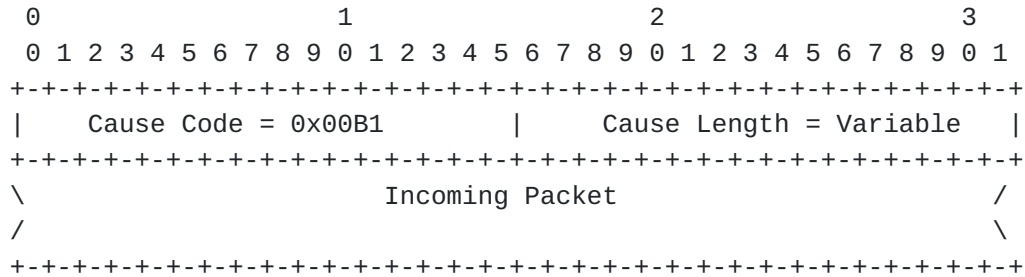 0                   1                   2                   3
0 1 2 3 4 5 6 7 8 9 0 1 2 3 4 5 6 7 8 9 0 1 2 3 4 5 6 7 8 9 0 1
+-+-+-+-+-+-+-+-+-+-+-+-+-+-+-+-+-+-+-+-+-+-+-+-+-+-+-+-+-+-+-+-+
|    Cause Code = 0x00B1        |     Cause Length = Variable   |
+-+-+-+-+-+-+-+-+-+-+-+-+-+-+-+-+-+-+-+-+-+-+-+-+-+-+-+-+-+-+-+-+
\                       Incoming Packet                        /
/                                                              \
+-+-+-+-+-+-+-+-+-+-+-+-+-+-+-+-+-+-+-+-+-+-+-+-+-+-+-+-+-+-+-+-+